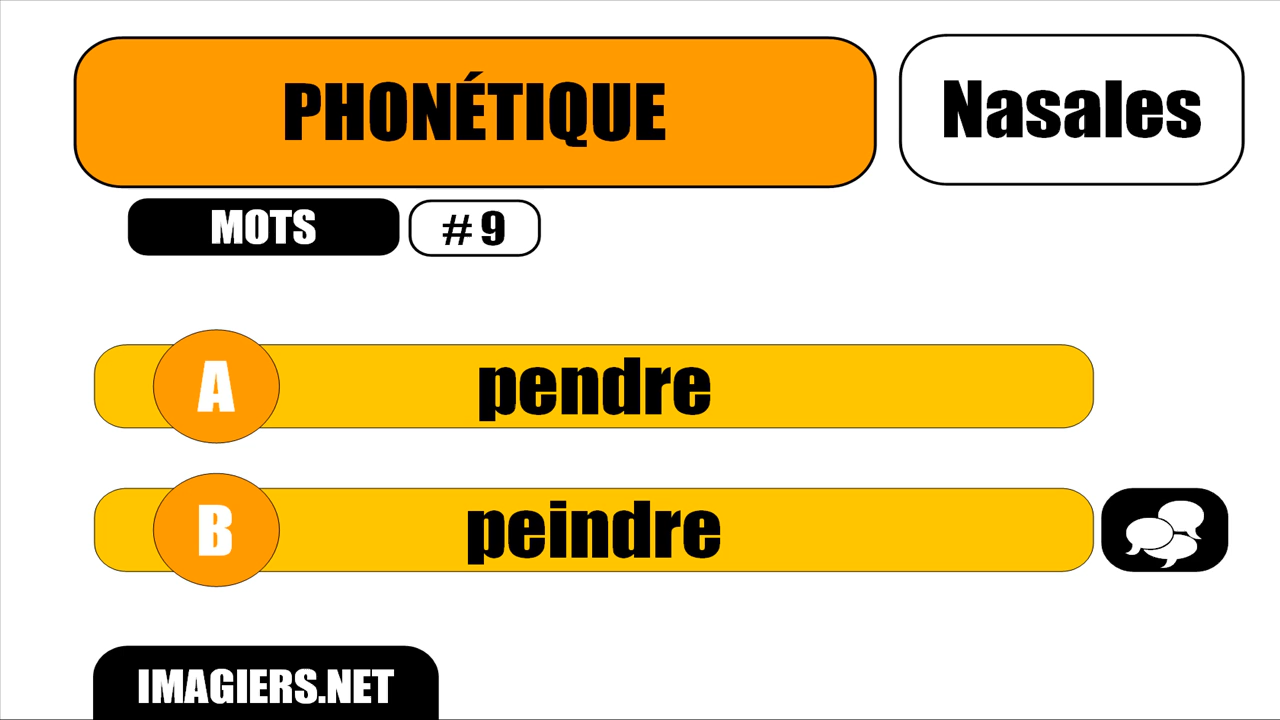 PHONÉTIQUE
Nasales
MOTS
# 9
A
pendre
B
peindre
IMAGIERS.NET